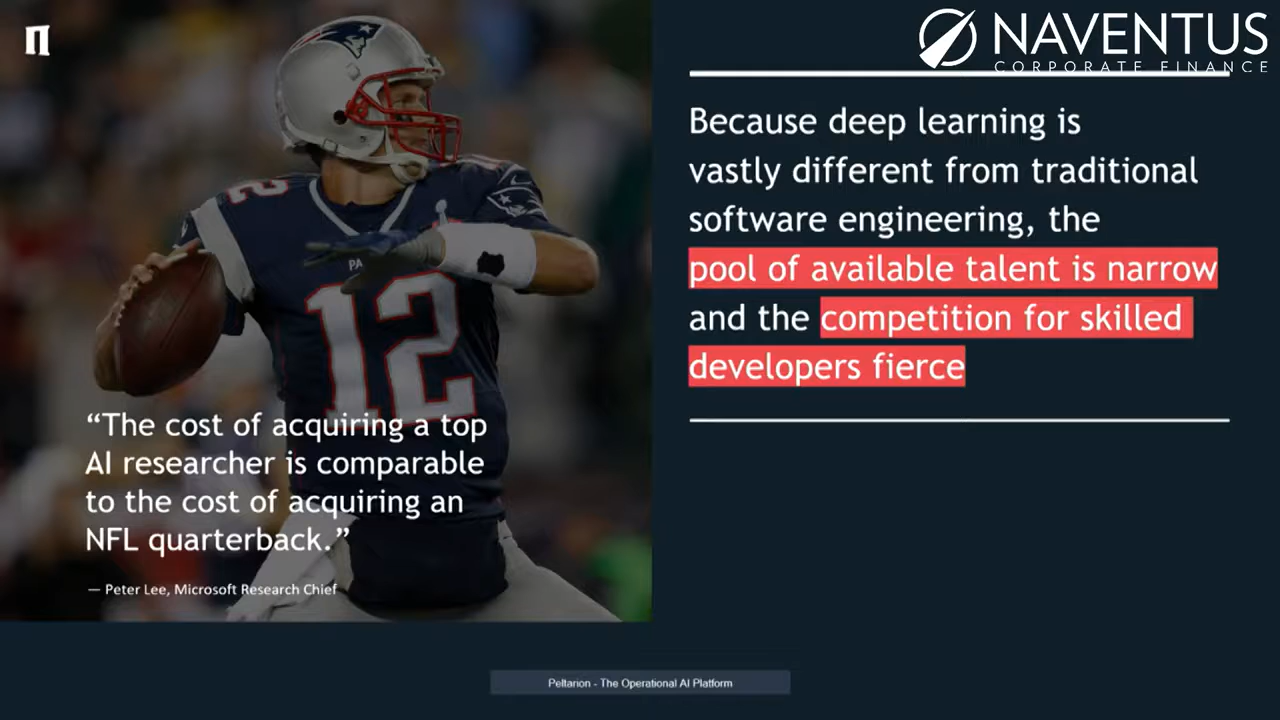 NAVENTUS
CORPORATE FINANCE
Because deep learning is
vastly different from traditional
software engineering, the
pool of available talent is narrow
and the competition for skilled
developers fierce
2
PA
12
“The cost of acquiring a top
AI researcher is comparable
to the cost of acquiring an
NFL quarterback.”
— Peter Lee, Microsoft Research Chief
Peltarion - The Operational AI Platform